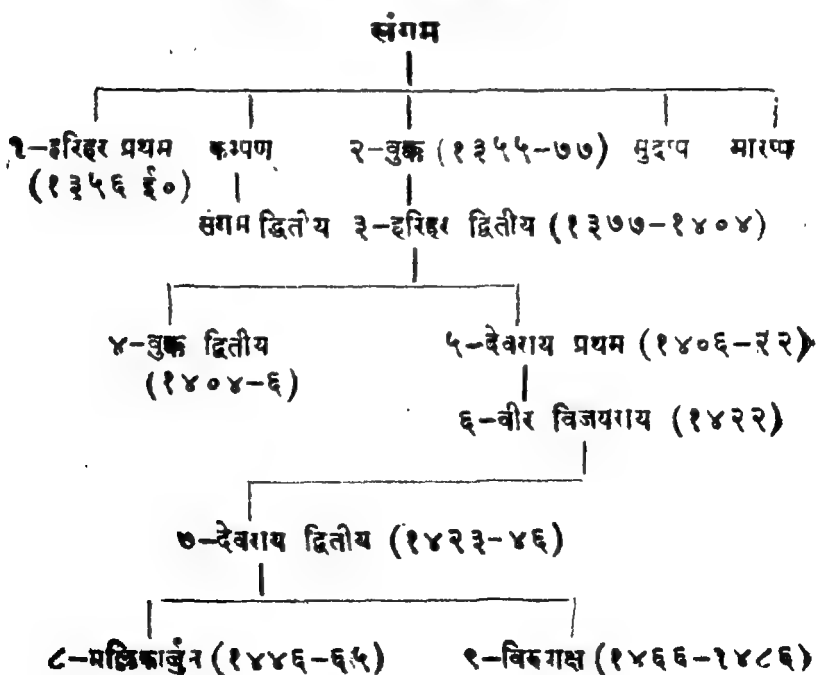 संगम
१-हरिहर प्रथम कम्पण २-वुक्क (१३५५-७७) मुद्दप्प मारप्प
(१३५६ ई०)
संगम द्वितीय ३-हरिहर द्वितीय (१३७७-१४०४)
४-वुक्क द्वितीय ५-देवराय प्रथम (१४०६-२२)
(१४०४-६)
६-वीर विजयराय (१४२२)
७-देवराय द्वितीय (१४२३-४६)
८-मल्लिकार्जुन (१४४६-६५) ९-विरुपाक्ष (१४६६-१४८६)